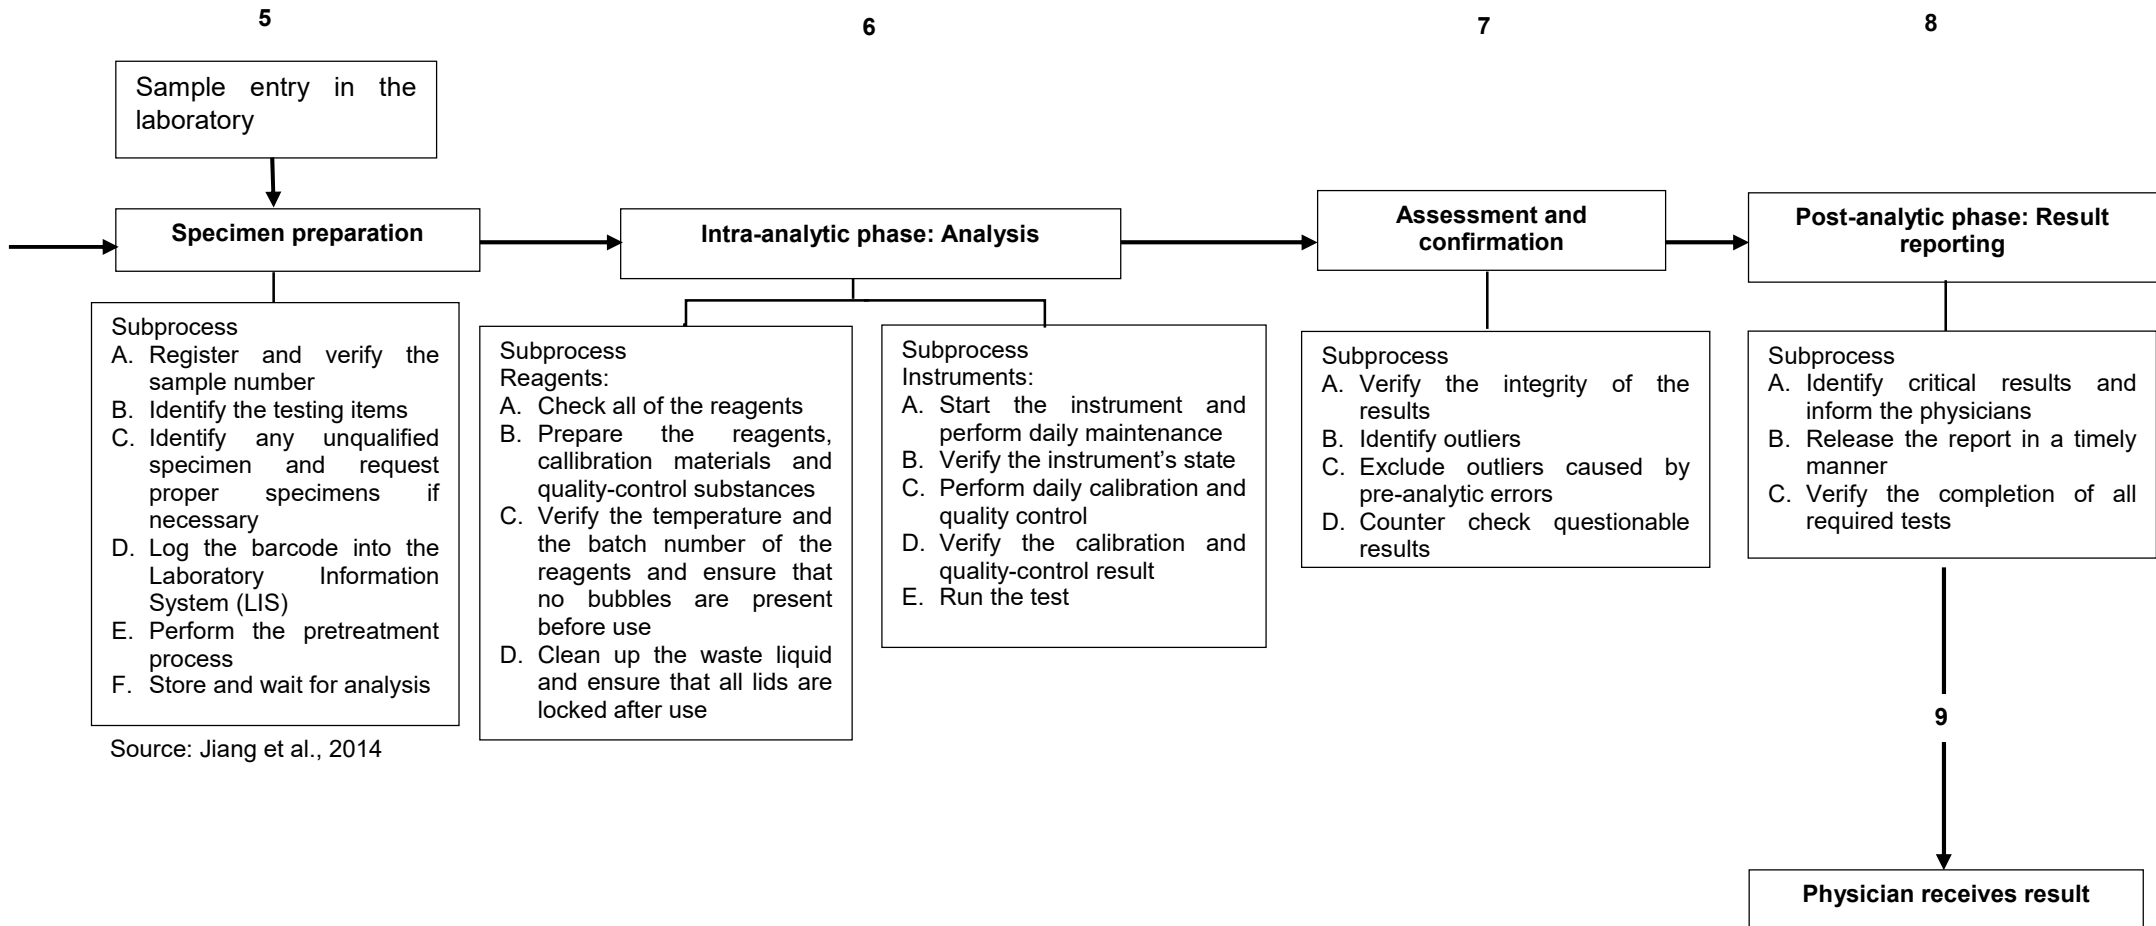 5
6
7
8
Sample entry in the
laboratory
Specimen preparation
Intra-analytic phase: Analysis
Assessment and
confirmation
Post-analytic phase: Result
reporting
Subprocess
A. Register and verify the
sample number
B. Identify the testing items
C. Identify any unqualified
specimen and request
proper specimens if
necessary
D. Log the barcode into the
Laboratory Information
System (LIS)
E. Perform the pretreatment
process
F. Store and wait for analysis
Source: Jiang et al., 2014
Subprocess
Reagents:
A. Check all of the reagents
B. Prepare the reagents,
callibration materials and
quality-control substances
C. Verify the temperature and
the batch number of the
reagents and ensure that
no bubbles are present
before use
D. Clean up the waste liquid
and ensure that all lids are
locked after use
Subprocess
Instruments:
A. Start the instrument and
perform daily maintenance
B. Verify the instrument’s state
C. Perform daily calibration and
quality control
D. Verify the calibration and
quality-control result
E. Run the test
Subprocess
A. Verify the integrity of the
results
B. Identify outliers
C. Exclude outliers caused by
pre-analytic errors
D. Counter check questionable
results
Subprocess
A. Identify critical results and
inform the physicians
B. Release the report in a timely
manner
C. Verify the completion of all
required tests
9
Physician receives result